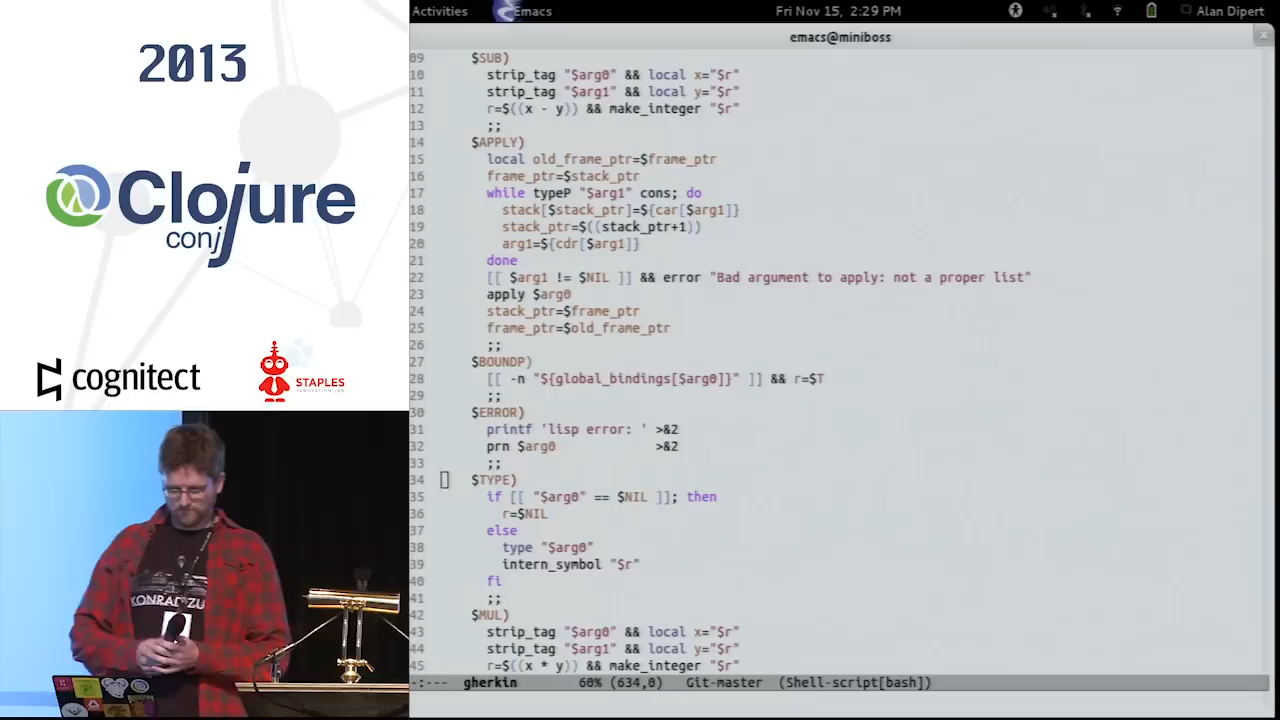 2013
Clojure
conj
cognitect
STAPLES
KONRAD ZU
Activities
Emacs
Fri Nov 15, 2:29 PM
Alan Dipert
emacs@miniboss
09 $SUB)
10 strip_tag "$arg0" && local x="$r"
11 strip_tag "$arg1" && local y="$r"
12 r=$((x - y)) && make_integer "$r"
13 ;;
14 $APPLY)
15 local old_frame_ptr=$frame_ptr
16 frame_ptr=$stack_ptr
17 while typeP "$arg1" cons; do
18 stack[$stack_ptr]=${car[$arg1]}
19 stack_ptr=$((stack_ptr+1))
20 arg1=${cdr[$arg1]}
21 done
22 [[ $arg1 != $NIL ]] && error "Bad argument to apply: not a proper list"
23 apply $arg0
24 stack_ptr=$frame_ptr
25 frame_ptr=$old_frame_ptr
26 ;;
27 $BOUNDP)
28 [[ -n "${global_bindings[$arg0]}" ]] && r=$T
29 ;;
30 $ERROR)
31 printf 'lisp error: ' >&2
32 prn $arg0 >&2
33 ;;
34 $TYPE)
35 if [[ "$arg0" == $NIL ]]; then
36 r=$NIL
37 else
38 type "$arg0"
39 intern_symbol "$r"
40 fi
41 ;;
42 $MUL)
43 strip_tag "$arg0" && local x="$r"
44 strip_tag "$arg1" && local y="$r"
45 r=$((x * y)) && make_integer "$r"
-:--- gherkin 60% (634,0) Git-master (Shell-script[bash])